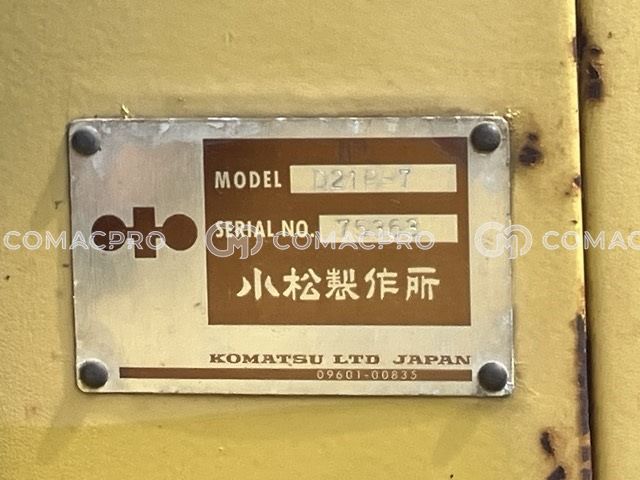 MODEL D21P-7
SERIAL NO. 75363
COMACPRO COMACPRO COMACPRO
小松製作所
KOMATSU LTD JAPAN
09601-00835